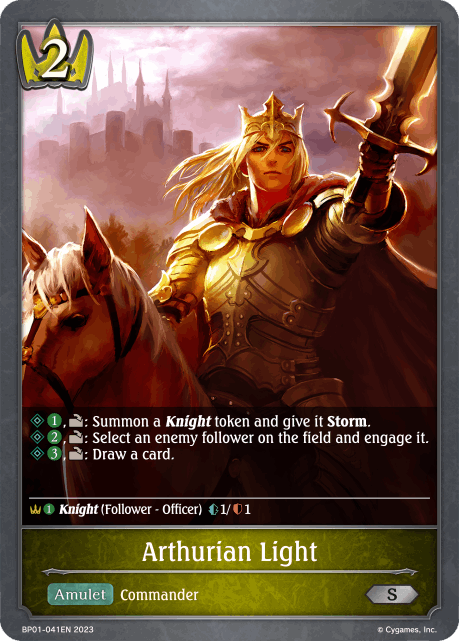 2
1, : Summon a Knight token and give it Storm.
2, : Select an enemy follower on the field and engage it.
3, : Draw a card.
1 Knight (Follower - Officer) 1/ 1
Arthurian Light
Amulet Commander S
BP01-041EN 2023 © Cygames, Inc.